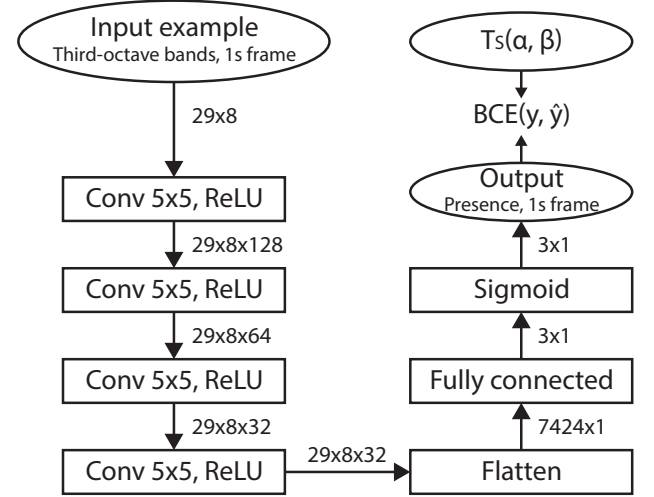 Input example
Third-octave bands, 1s frame
29x8
Conv 5x5, ReLU
29x8x128
Conv 5x5, ReLU
29x8x64
Conv 5x5, ReLU
29x8x32
Conv 5x5, ReLU
29x8x32
Flatten
7424x1
Fully connected
3x1
Sigmoid
3x1
Output
Presence, 1s frame
BCE(y, ŷ)
Ts(α, β)